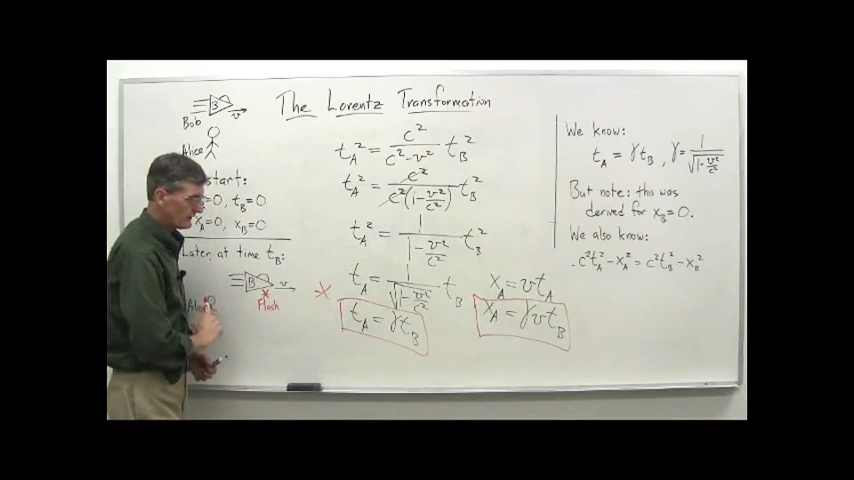 The Lorentz Transformation
B
v
Bob
Alice
start:
=0, t_B=0
x_A=0, x_B=0
Later, at time t_B:
B
v
Flash
t_A² = c²/(c²-v²) t_B²
t_A² = c²/(c²(1-v²/c²)) t_B²
t_A² = 1/(1-v²/c²) t_B²
t_A = 1/√(1-v²/c²) t_B
t_A = γt_B
x_A = vt_A
x_A = γvt_B
We know:
t_A = γt_B, γ = 1/√(1-v²/c²)
But note: this was
derived for x_B=0.
We also know:
c²t_A² - x_A² = c²t_B² - x_B²